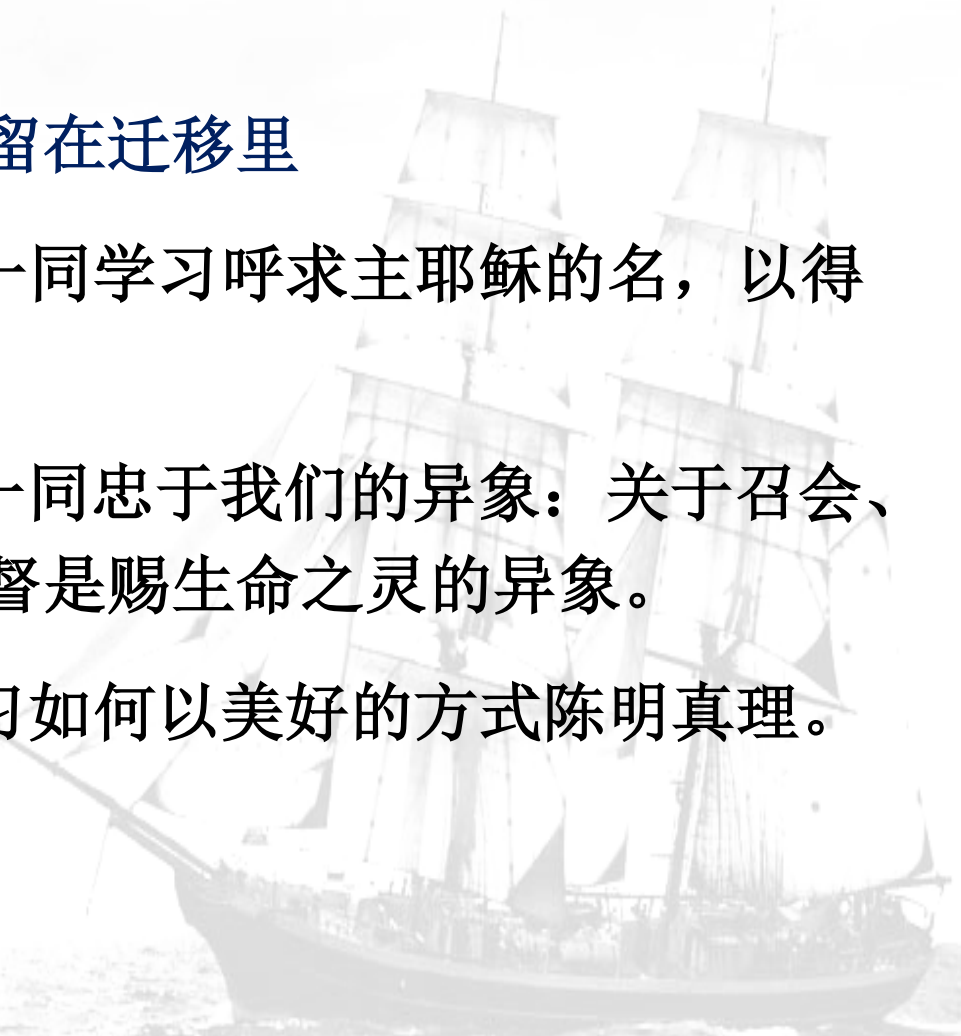 留在迁移里
一同学习呼求主耶稣的名，以得
一同忠于我们的异象：关于召会、
督是赐生命之灵的异象。
习如何以美好的方式陈明真理。